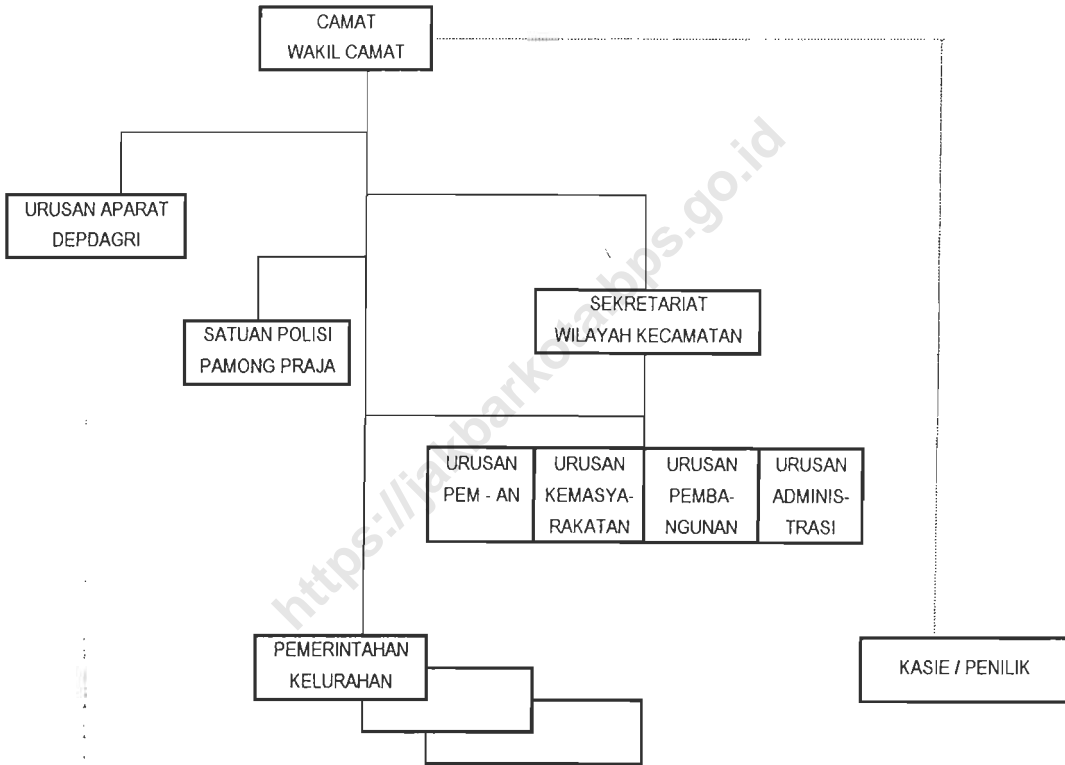 CAMAT
WAKIL CAMAT
URUSAN APARAT
DEPDAGRI
SATUAN POLISI
PAMONG PRAJA
SEKRETARIAT
WILAYAH KECAMATAN
URUSAN
PEM - AN
URUSAN
KEMASYA-
RAKATAN
URUSAN
PEMBA-
NGUNAN
URUSAN
ADMINIS-
TRASI
PEMERINTAHAN
KELURAHAN
KASIE / PENILIK
https://jakbarkota.bps.go.id